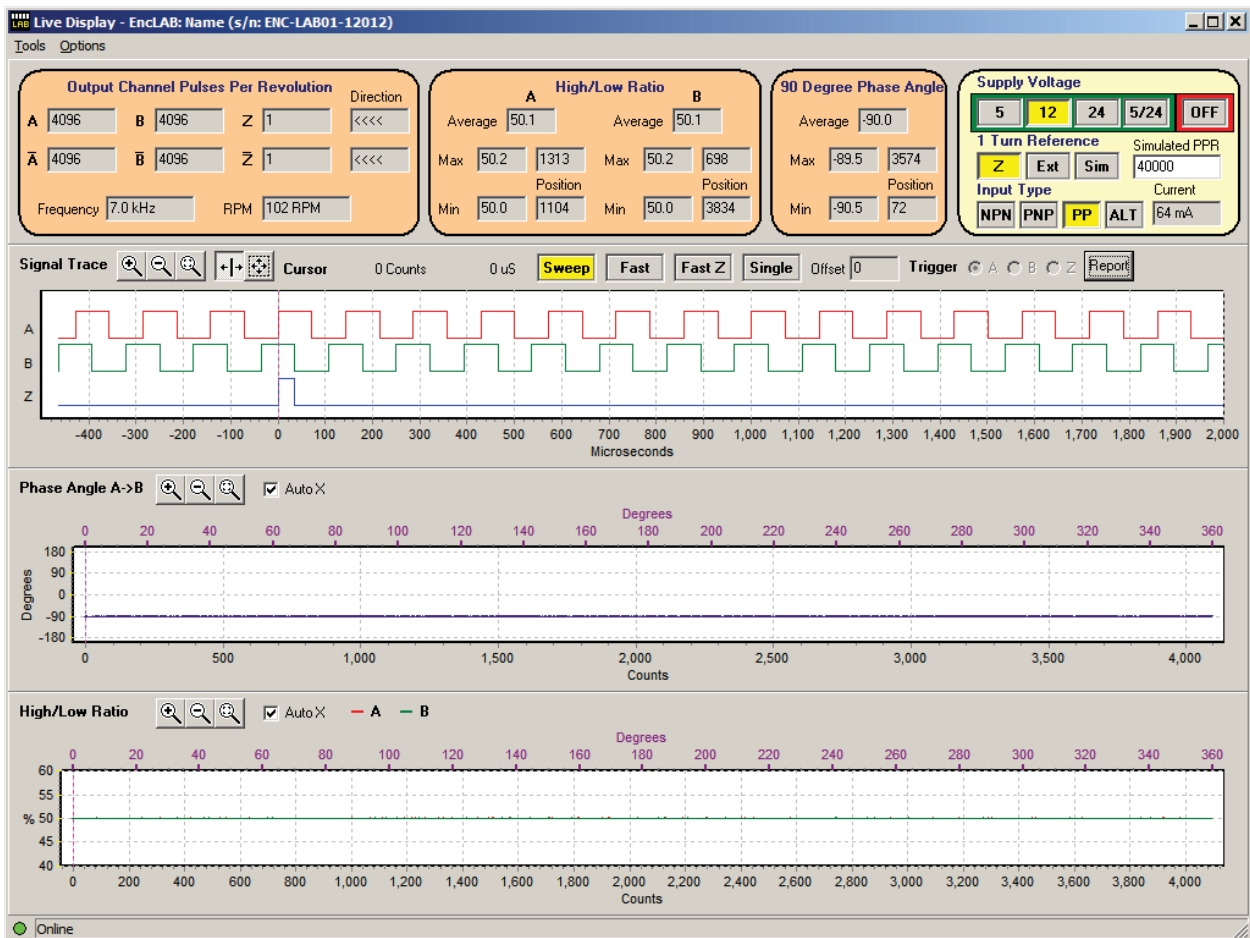 LAB Live Display - EncLAB: Name (s/n: ENC-LAB01-12012)
Tools Options
Output Channel Pulses Per Revolution
Direction
A 4096 B 4096 Z 1 <<<<
A̅ 4096 B̅ 4096 Z̅ 1 <<<<
Frequency 7.0 kHz RPM 102 RPM
High/Low Ratio
A B
Average 50.1 Average 50.1
Max 50.2 1313 Max 50.2 698
Position Position
Min 50.0 1104 Min 50.0 3834
90 Degree Phase Angle
Average -90.0
Max -89.5 3574
Position
Min -90.5 72
Supply Voltage
5 12 24 5/24 OFF
1 Turn Reference Simulated PPR
Z Ext Sim 40000
Input Type Current
NPN PNP PP ALT 64 mA
Signal Trace Cursor 0 Counts 0 uS Sweep Fast Fast Z Single Offset 0 Trigger A B Z Report
A
B
Z
-400 -300 -200 -100 0 100 200 300 400 500 600 700 800 900 1,000 1,100 1,200 1,300 1,400 1,500 1,600 1,700 1,800 1,900 2,000
Microseconds
Phase Angle A->B Auto X
Degrees
0 20 40 60 80 100 120 140 160 180 200 220 240 260 280 300 320 340 360
180
90
0
-90
-180
Degrees
0 500 1,000 1,500 2,000 2,500 3,000 3,500 4,000
Counts
High/Low Ratio Auto X A B
Degrees
0 20 40 60 80 100 120 140 160 180 200 220 240 260 280 300 320 340 360
60
55
% 50
45
40
0 200 400 600 800 1,000 1,200 1,400 1,600 1,800 2,000 2,200 2,400 2,600 2,800 3,000 3,200 3,400 3,600 3,800 4,000
Counts
Online